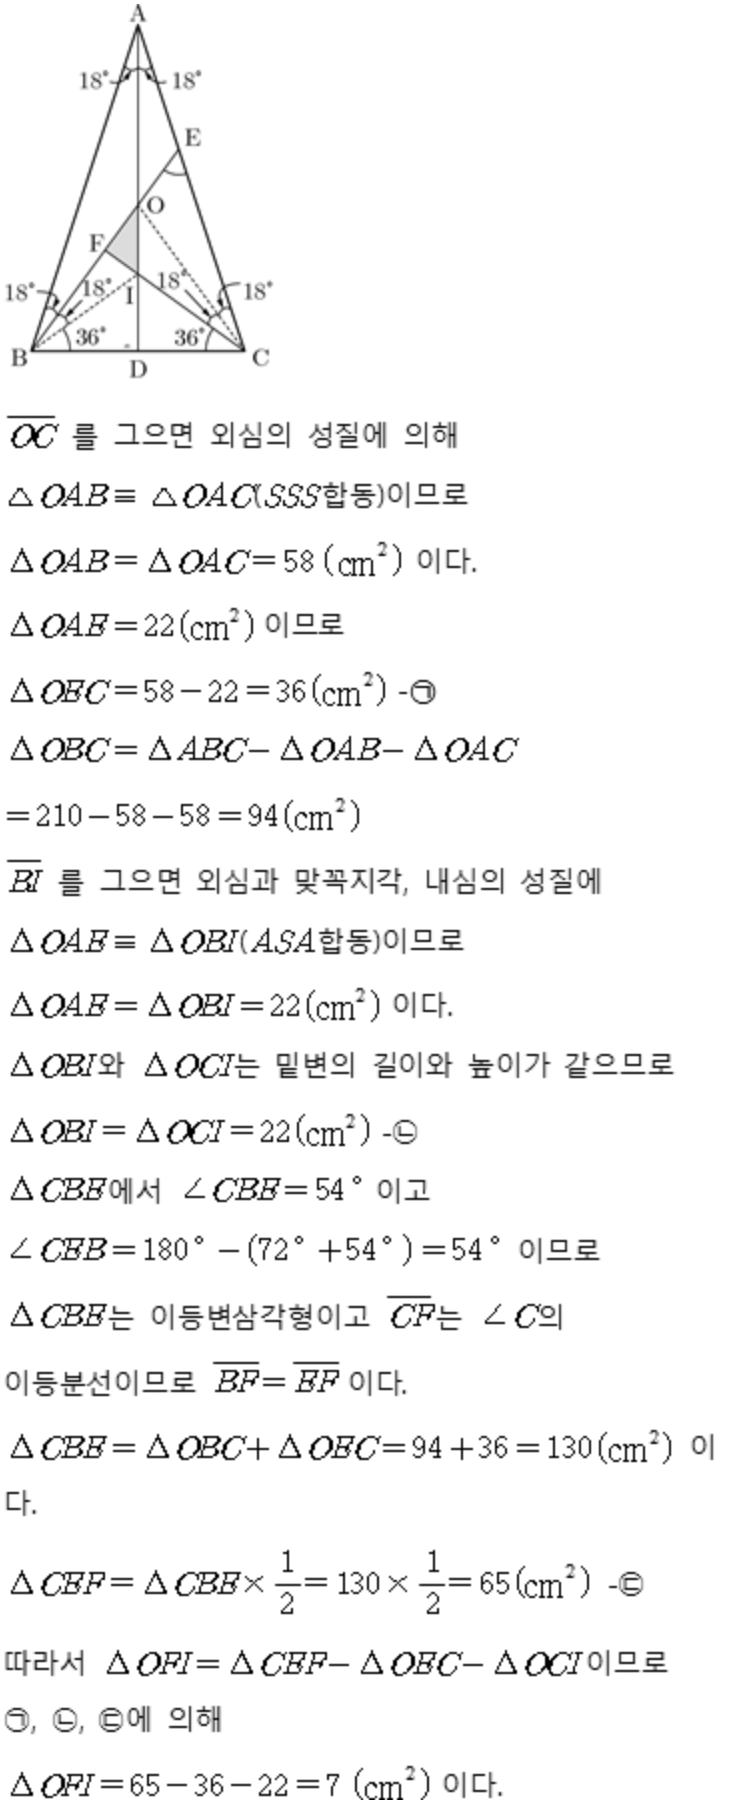 A
18° 18°
E
O
F
18° 18° I 18° 18°
B 36° 36° C
D
OC 를 그으면 외심의 성질에 의해
△OAB≡ △OAC(SSS합동)이므로
△OAB= △OAC=58 (cm²) 이다.
△OAE=22(cm²) 이므로
△OEC=58-22=36(cm²) -㉠
△OBC= △ABC- △OAB- △OAC
=210-58-58=94(cm²)
BI 를 그으면 외심과 맞꼭지각, 내심의 성질에
△OAE≡ △OBI(ASA합동)이므로
△OAE= △OBI=22(cm²) 이다.
△OBI와 △OCI는 밑변의 길이와 높이가 같으므로
△OBI= △OCI=22(cm²) -㉡
△CBE에서 ∠CBE=54° 이고
∠CEB=180°-(72°+54°)=54° 이므로
△CBE는 이등변삼각형이고 CF는 ∠C의
이등분선이므로 BF=EF 이다.
△CBE= △OBC+ △OEC=94+36=130(cm²) 이
다.
△CEF= △CBE× 1/2 = 130× 1/2 = 65(cm²) -㉢
따라서 △OFI= △CEF- △OEC- △OCI이므로
㉠, ㉡, ㉢에 의해
△OFI=65-36-22=7 (cm²) 이다.